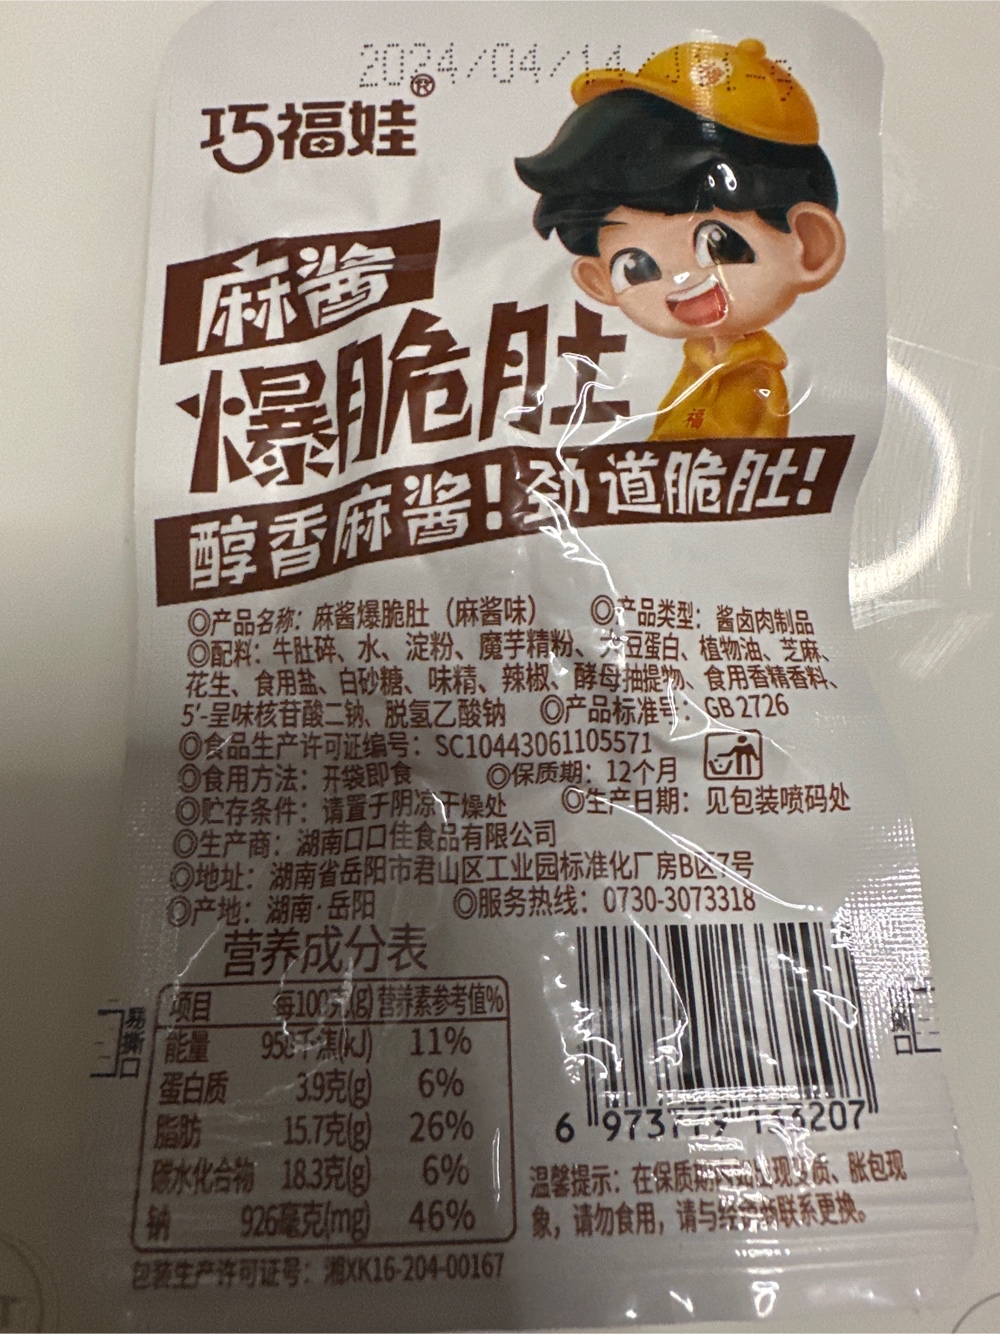 2024/04/14
巧福娃®
麻酱
爆脆肚
福
醇香麻酱！劲道脆肚！
◎产品名称：麻酱爆脆肚（麻酱味） ◎产品类型：酱卤肉制品
◎配料：牛肚碎、水、淀粉、魔芋精粉、大豆蛋白、植物油、芝麻、
花生、食用盐、白砂糖、味精、辣椒、酵母抽提物、食用香精香料、
5'-呈味核苷酸二钠、脱氢乙酸钠 ◎产品标准号：GB 2726
◎食品生产许可证编号：SC10443061105571
◎食用方法：开袋即食 ◎保质期：12个月
◎贮存条件：请置于阴凉干燥处 ◎生产日期：见包装喷码处
◎生产商：湖南口口佳食品有限公司
◎地址：湖南省岳阳市君山区工业园标准化厂房B区7号
◎产地：湖南·岳阳 ◎服务热线：0730-3073318
营养成分表
项目 每100克(g) 营养素参考值%
能量 千焦(kJ) 11%
蛋白质 3.9克(g) 6%
脂肪 15.7克(g) 26%
碳水化合物 18.3克(g) 6%
钠 926毫克(mg) 46%
易撕口
易撕口
6 973
207
温馨提示：在保质期内如出现变质、胀包现
象，请勿食用，请与经销商联系更换。
包装生产许可证号：湘XK16-204-00167